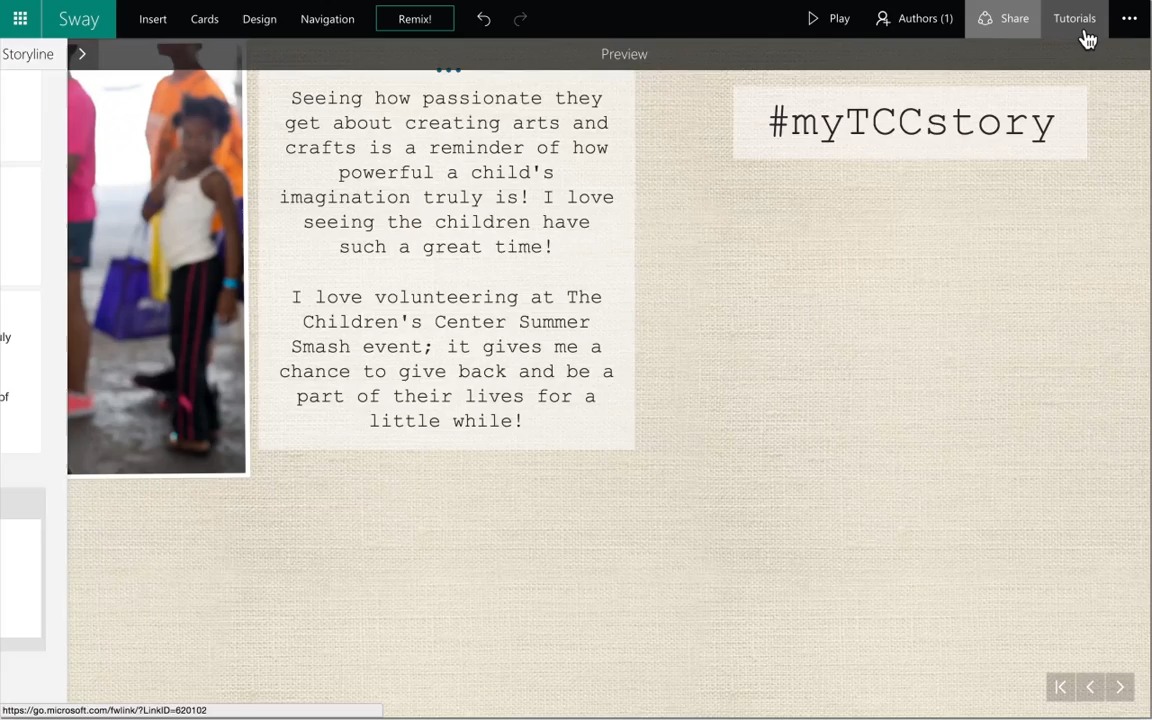 Sway Insert Cards Design Navigation Remix! Play Authors (1) Share Tutorials
Storyline
Preview
Seeing how passionate they
get about creating arts and
crafts is a reminder of how
powerful a child's
imagination truly is! I love
seeing the children have
such a great time!
I love volunteering at The
Children's Center Summer
Smash event; it gives me a
chance to give back and be a
part of their lives for a
little while!
#myTCCstory
uly
of
https://go.microsoft.com/fwlink/?LinkID=620102